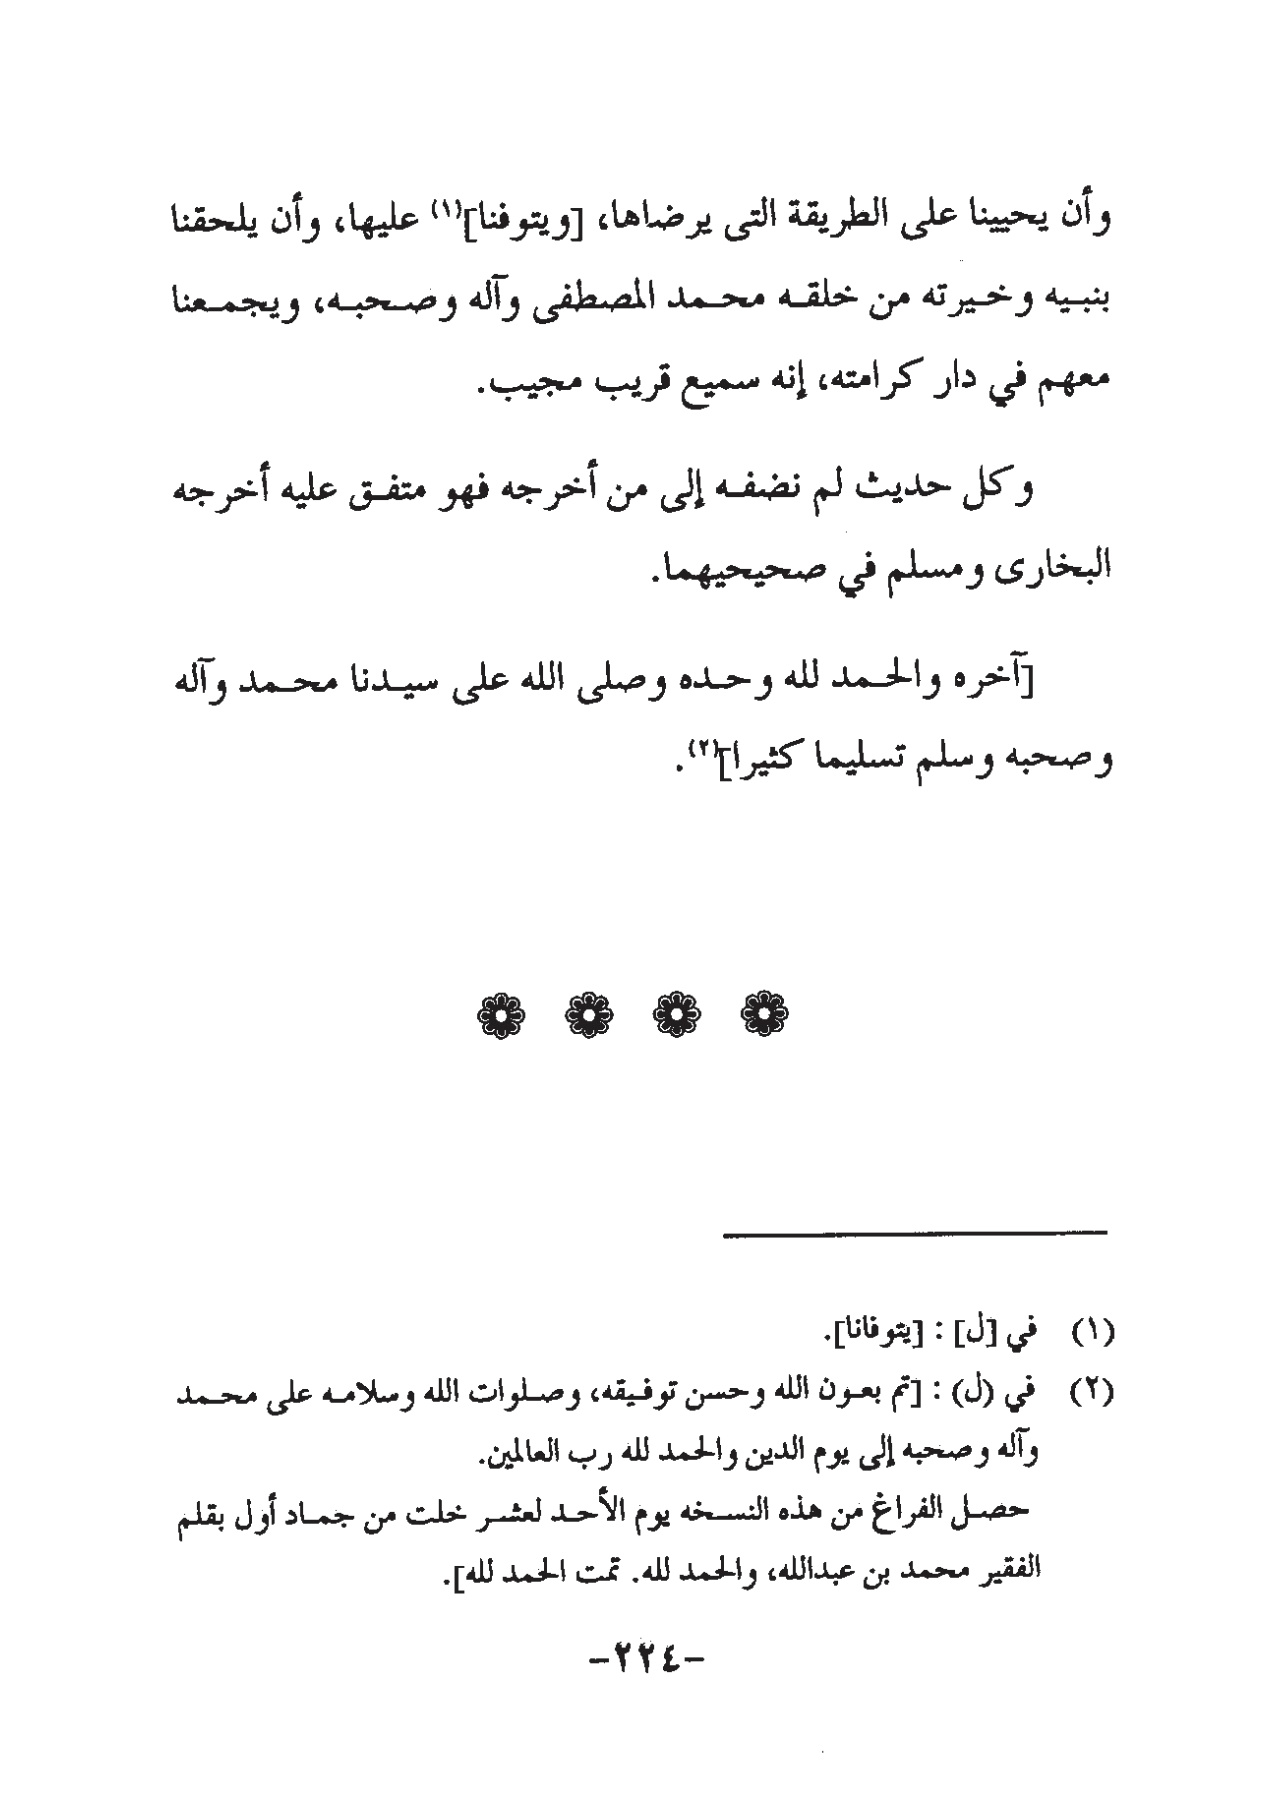 وأن يحيينا على الطريقة التى يرضاها، [ويتوفنا](١) عليها، وأن يلحقنا
بنبيه وخيرته من خلقه محمد المصطفى وآله وصحبه، ويجمعنا
معهم في دار كرامته، إنه سميع قريب مجيب.
وكل حديث لم نضفه إلى من أخرجه فهو متفق عليه أخرجه
البخارى ومسلم في صحيحيهما.
[آخره والحمد لله وحده وصلى الله على سيدنا محمد وآله
وصحبه وسلم تسليما كثيرا](٢).
(١) في [ل] : [يتوفانا].
(٢) في (ل) : [تم بعون الله وحسن توفيقه، وصلوات الله وسلامه على محمد
وآله وصحبه إلى يوم الدين والحمد لله رب العالمين.
حصل الفراغ من هذه النسخه يوم الأحد لعشر خلت من جماد أول بقلم
الفقير محمد بن عبدالله، والحمد لله. تمت الحمد لله].
-٢٢٤-